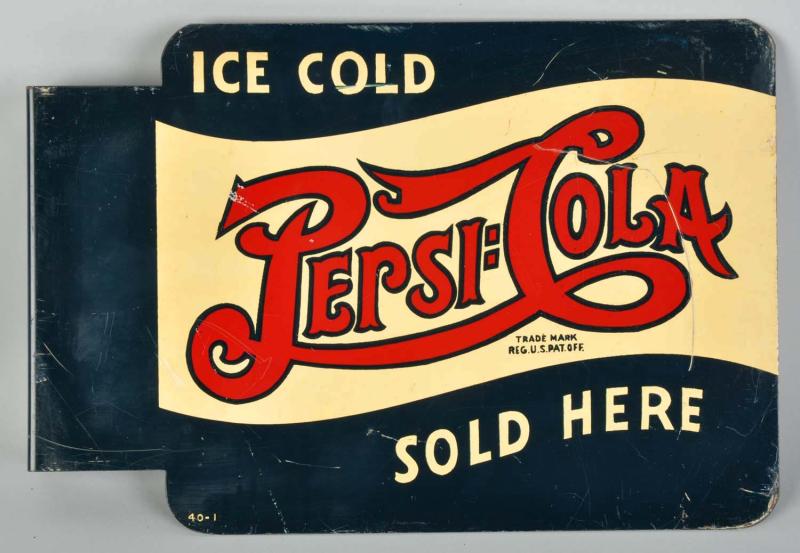 ICE COLD
PEPSI:COLA
TRADE MARK
REG.U.S.PAT.OFF.
SOLD HERE
40-1